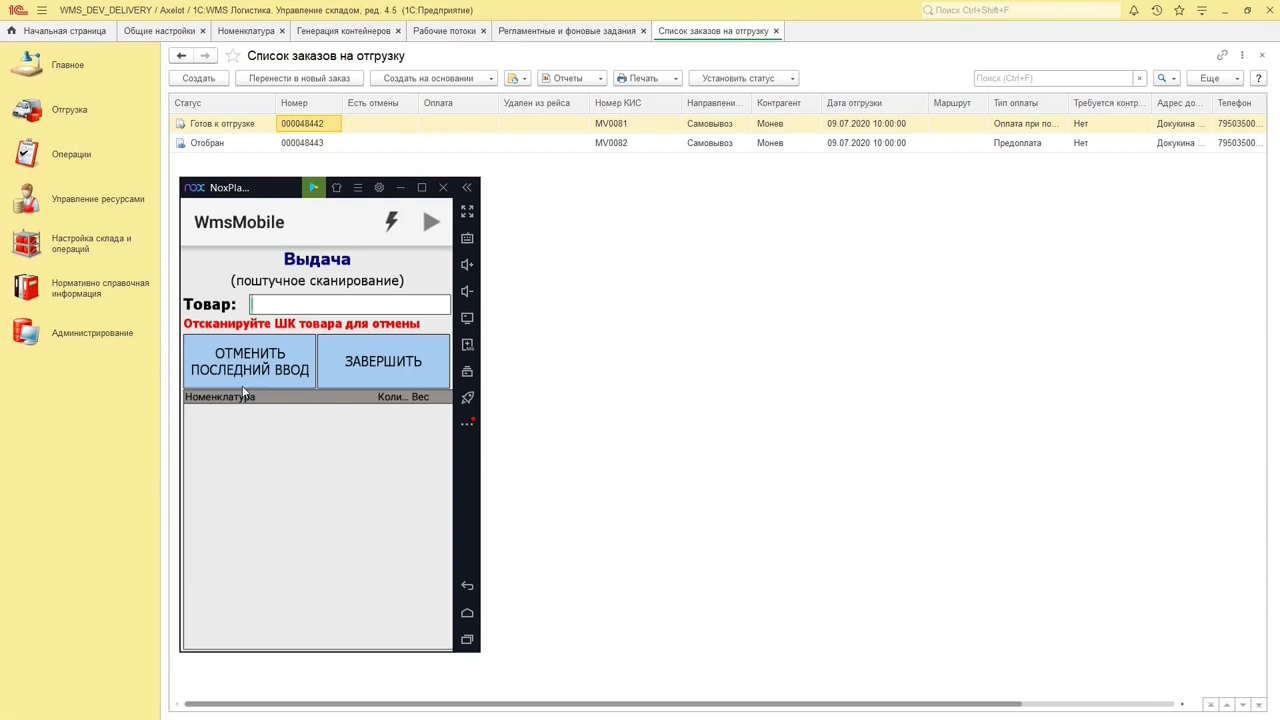 WMS_DEV_DELIVERY / Axelot / 1С:WMS Логистика. Управление складом, ред. 4.5 (1С:Предприятие)
Поиск Ctrl+Shift+F
Начальная страница
Общие настройки ×
Номенклатура ×
Генерация контейнеров ×
Рабочие потоки ×
Регламентные и фоновые задания ×
Список заказов на отгрузку ×
Главное
Отгрузка
Операции
Управление ресурсами
Настройка склада и
операций
Нормативно справочная
информация
Администрирование
Список заказов на отгрузку
Создать Перенести в новый заказ Создать на основании Отчеты Печать Установить статус Поиск (Ctrl+F) × Еще ?
Статус Номер Есть отмены Оплата Удален из рейса Номер КИС Направлени... Контрагент Дата отгрузки Маршрут Тип оплаты Требуется контр... Адрес до... Телефон
Готов к отгрузке 000048442 MV0081 Самовывоз Монев 09.07.2020 10:00:00 Оплата при по... Нет Докукина ... 79503500...
Отобран 000048443 MV0082 Самовывоз Монев 09.07.2020 10:00:00 Предоплата Нет Докукина ... 79503500...
nox NoxPla...
WmsMobile
Выдача
(поштучное сканирование)
Товар:
Отсканируйте ШК товара для отмены
ОТМЕНИТЬ
ПОСЛЕДНИЙ ВВОД
ЗАВЕРШИТЬ
Номенклатура Коли... Вес